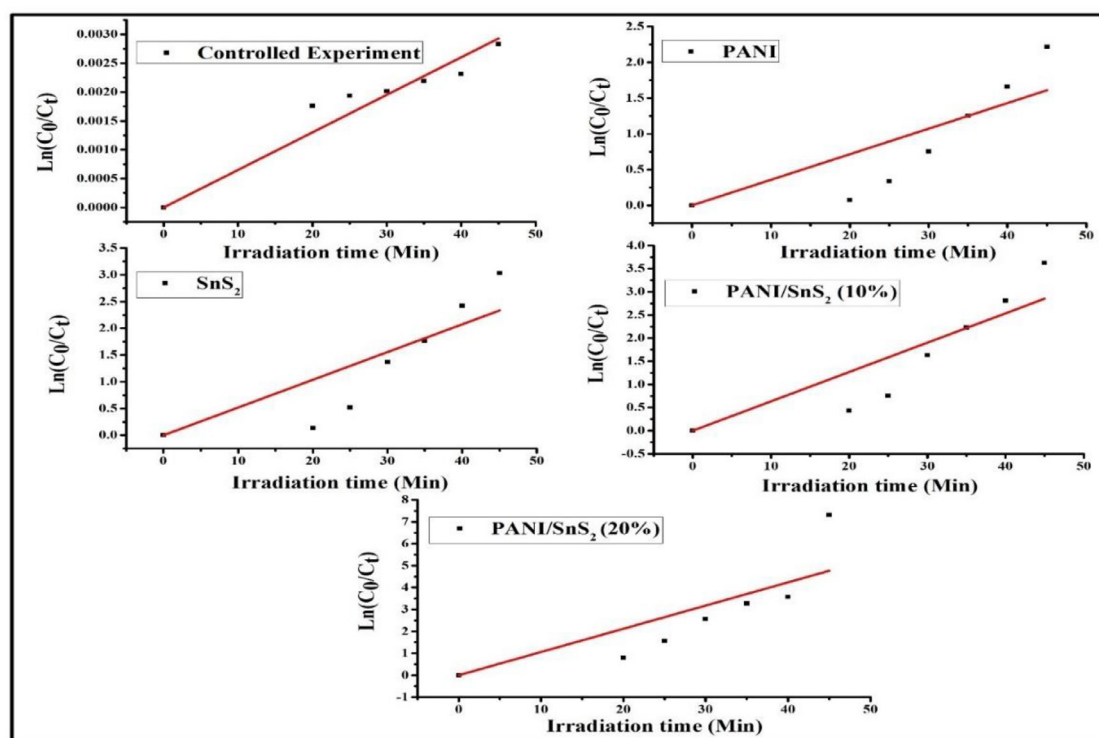 Controlled Experiment
Ln(C0/Ct)
0.0030
0.0025
0.0020
0.0015
0.0010
0.0005
0.0000
0 10 20 30 40 50
Irradiation time (Min)
PANI
Ln(C0/Ct)
2.5
2.0
1.5
1.0
0.5
0.0
0 10 20 30 40 50
Irradiation time (Min)
SnS2
Ln(C0/Ct)
3.5
3.0
2.5
2.0
1.5
1.0
0.5
0.0
0 10 20 30 40 50
Irradiation time (Min)
PANI/SnS2 (10%)
Ln(C0/Ct)
4.0
3.5
3.0
2.5
2.0
1.5
1.0
0.5
0.0
-0.5
0 10 20 30 40 50
Irradiation time (Min)
PANI/SnS2 (20%)
Ln(C0/Ct)
8
7
6
5
4
3
2
1
0
-1
0 10 20 30 40 50
Irradiation time (Min)